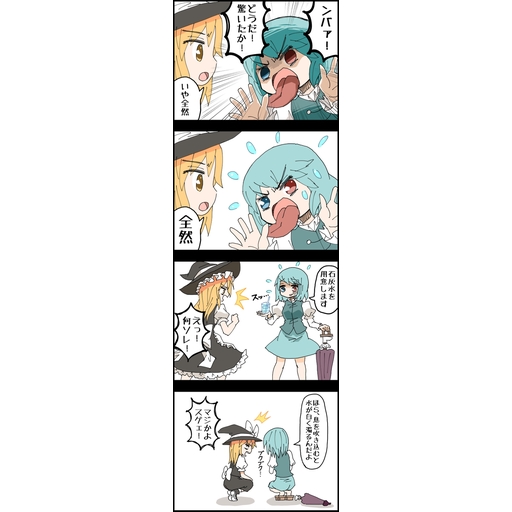 ンバァ!
どうだ!
驚いたか!
いや全然
全然
石灰水を
用意します
スッ…
えっ!
何ソレ!
ほら、息を吹き込むと
水が白く濁るんだよ
ブクブク…
マジかよ
スゲェー!